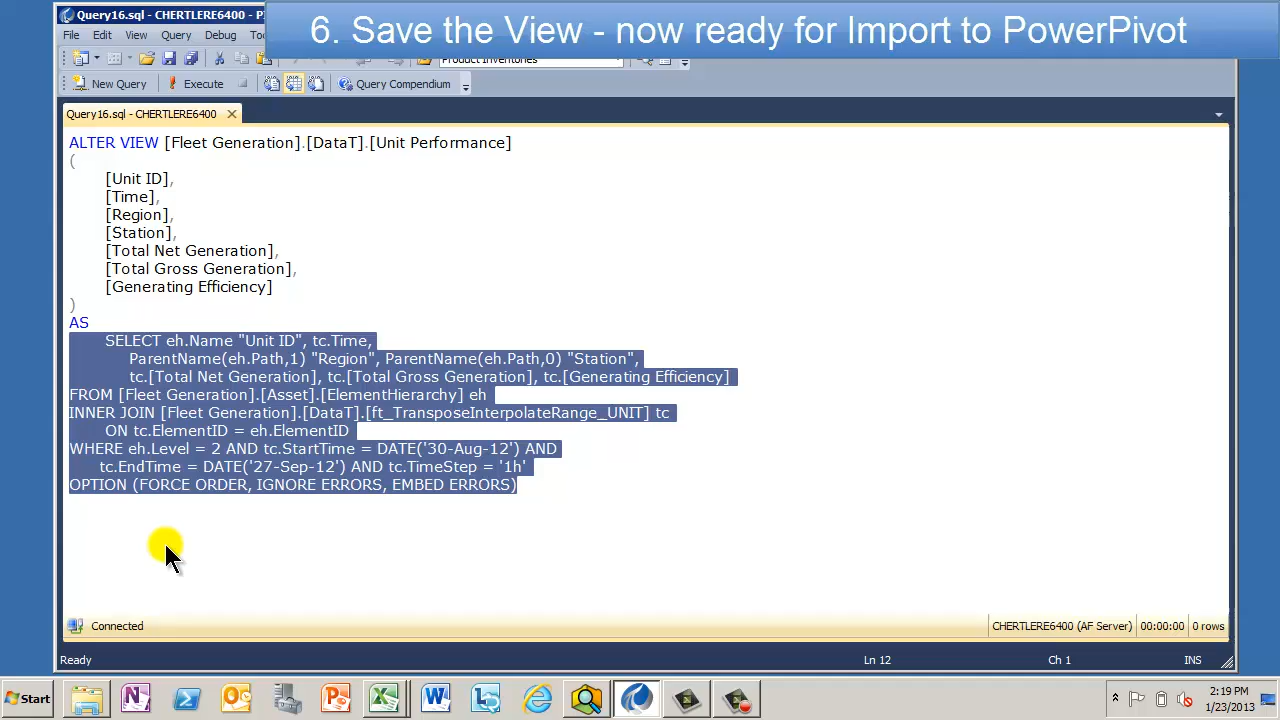 Query16.sql - CHERTLERE6400 - P
6. Save the View - now ready for Import to PowerPivot
File Edit View Query Debug
Product Inventories
New Query Execute Query Compendium
Query16.sql - CHERTLERE6400
ALTER VIEW [Fleet Generation].[DataT].[Unit Performance]
(
[Unit ID],
[Time],
[Region],
[Station],
[Total Net Generation],
[Total Gross Generation],
[Generating Efficiency]
)
AS
SELECT eh.Name "Unit ID", tc.Time,
ParentName(eh.Path,1) "Region", ParentName(eh.Path,0) "Station",
tc.[Total Net Generation], tc.[Total Gross Generation], tc.[Generating Efficiency]
FROM [Fleet Generation].[Asset].[ElementHierarchy] eh
INNER JOIN [Fleet Generation].[DataT].[ft_TransposeInterpolateRange_UNIT] tc
ON tc.ElementID = eh.ElementID
WHERE eh.Level = 2 AND tc.StartTime = DATE('30-Aug-12') AND
tc.EndTime = DATE('27-Sep-12') AND tc.TimeStep = '1h'
OPTION (FORCE ORDER, IGNORE ERRORS, EMBED ERRORS)
Connected CHERTLERE6400 (AF Server) 00:00:00 0 rows
Ready Ln 12 Ch 1 INS
Start
2:19 PM
1/23/2013